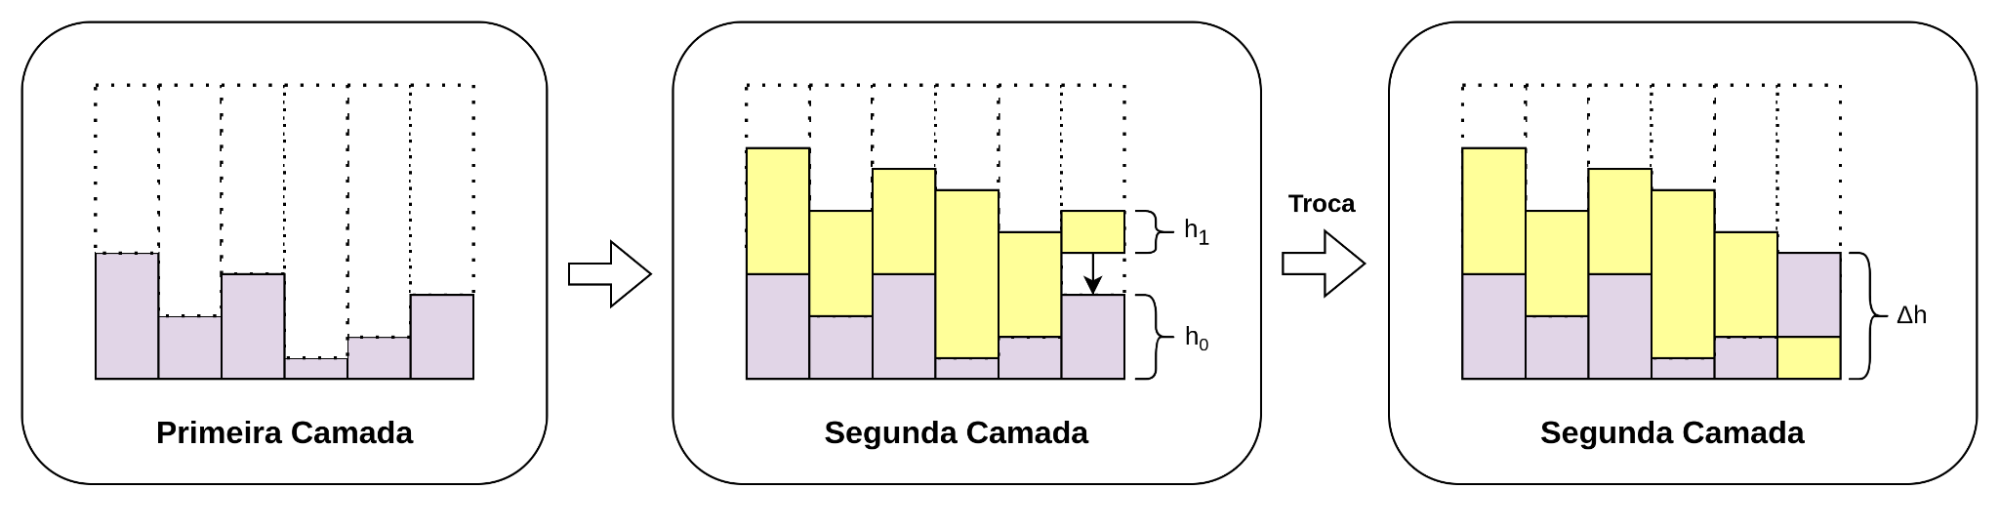 Primeira Camada
h₁
h₀
Segunda Camada
Troca
Δh
Segunda Camada